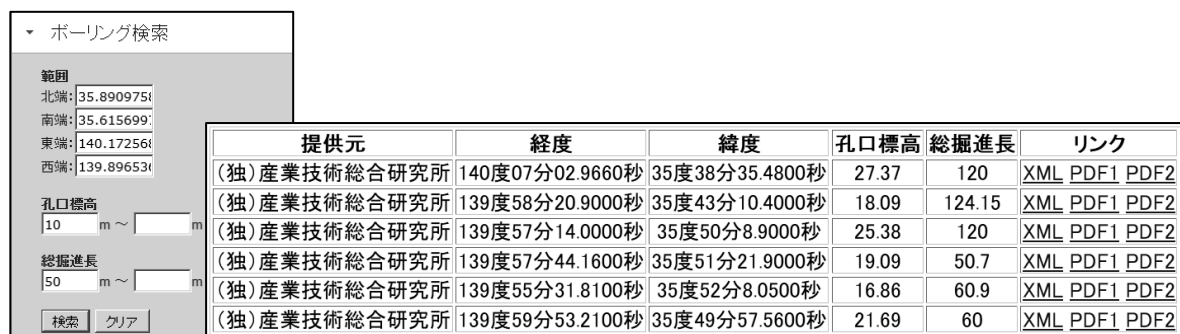 ボーリング検索
範囲
北端: 35.8909758
南端: 35.6156993
東端: 140.172568
西端: 139.896536
孔口標高
10 m ～ m
総掘進長
50 m ～ m
検索 クリア
提供元 経度 緯度 孔口標高 総掘進長 リンク
(独)産業技術総合研究所 140度07分02.9660秒 35度38分35.4800秒 27.37 120 XML PDF1 PDF2
(独)産業技術総合研究所 139度58分20.9000秒 35度43分10.4000秒 18.09 124.15 XML PDF1 PDF2
(独)産業技術総合研究所 139度57分14.0000秒 35度50分8.9000秒 25.38 120 XML PDF1 PDF2
(独)産業技術総合研究所 139度57分44.1600秒 35度51分21.9000秒 19.09 50.7 XML PDF1 PDF2
(独)産業技術総合研究所 139度55分31.8100秒 35度52分8.0500秒 16.86 60.9 XML PDF1 PDF2
(独)産業技術総合研究所 139度59分53.2100秒 35度49分57.5600秒 21.69 60 XML PDF1 PDF2